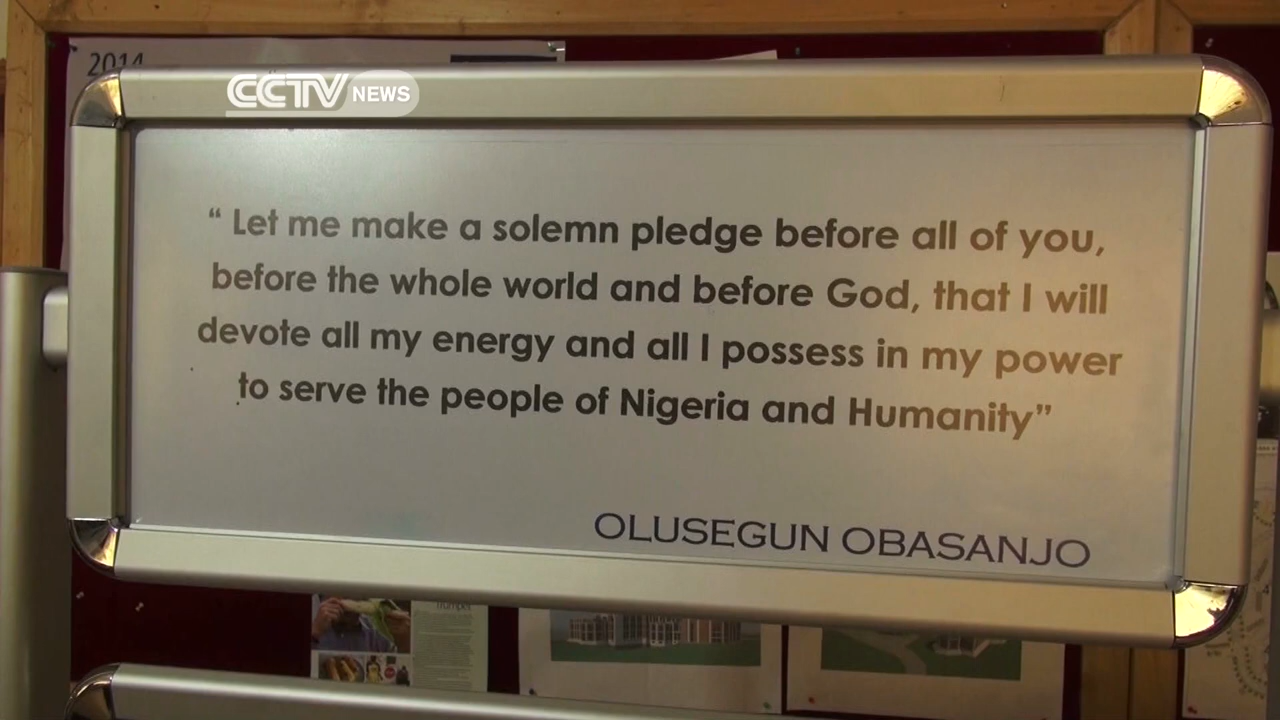 2014
CCTV NEWS
“ Let me make a solemn pledge before all of you,
before the whole world and before God, that I will
devote all my energy and all I possess in my power
to serve the people of Nigeria and Humanity”
OLUSEGUN OBASANJO
Trumpet